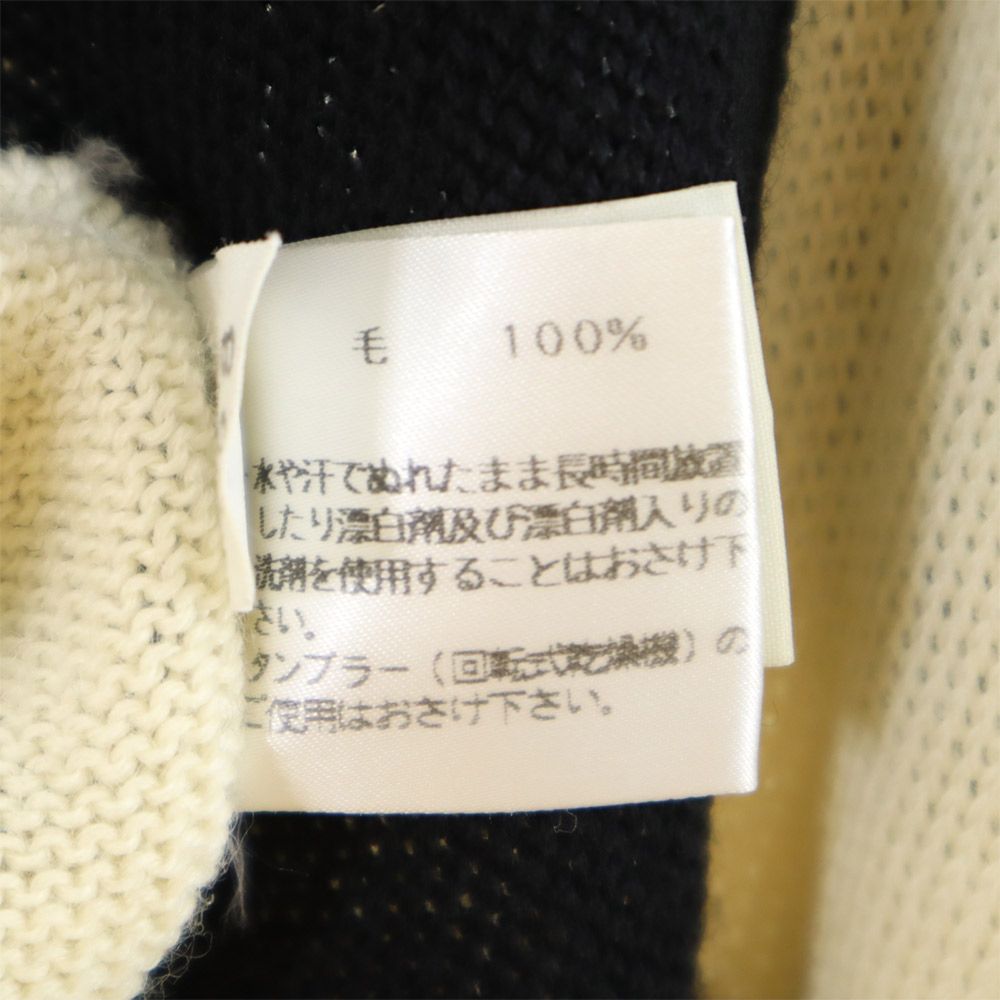 毛 100%
水や汗でぬれたまま長時間放置
したり漂白剤及び漂白剤入りの
洗剤を使用することはおさけ下
さい。
タンブラー(回転式乾燥機)の
ご使用はおさけ下さい。